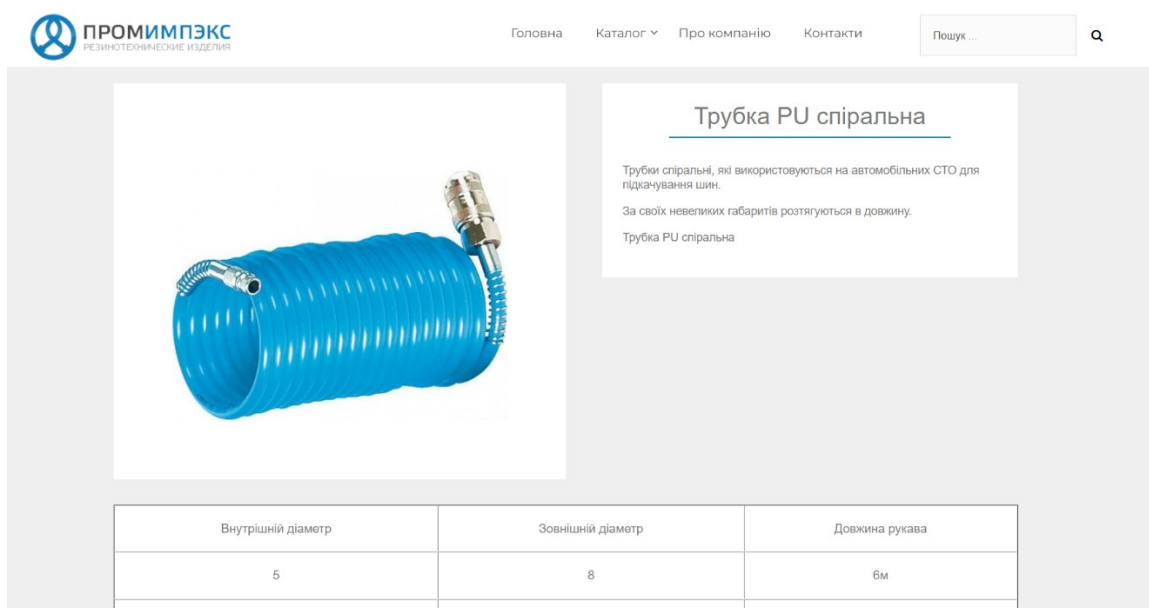 ПРОМИМПЭКС
РЕЗИНОТЕХНИЧЕСКИЕ ИЗДЕЛИЯ
Головна Каталог Про компанію Контакти Пошук ...
Трубка PU спіральна
Трубки спіральні, які використовуються на автомобільних СТО для
підкачування шин.
За своїх невеликих габаритів розтягуються в довжину.
Трубка PU спіральна
Внутрішній діаметр Зовнішній діаметр Довжина рукава
5 8 6м